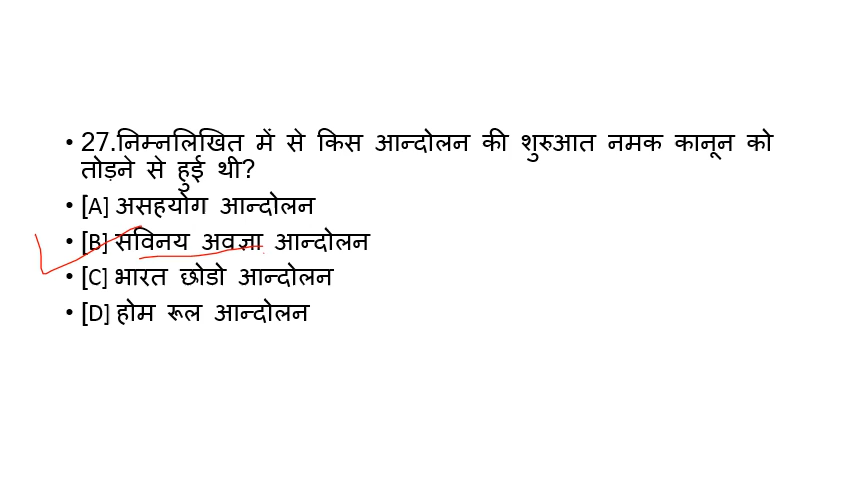 • 27.निम्नलिखित में से किस आन्दोलन की शुरुआत नमक कानून को
तोड़ने से हुई थी?
• [A] असहयोग आन्दोलन
• [B] सविनय अवज्ञा आन्दोलन
• [C] भारत छोडो आन्दोलन
• [D] होम रूल आन्दोलन